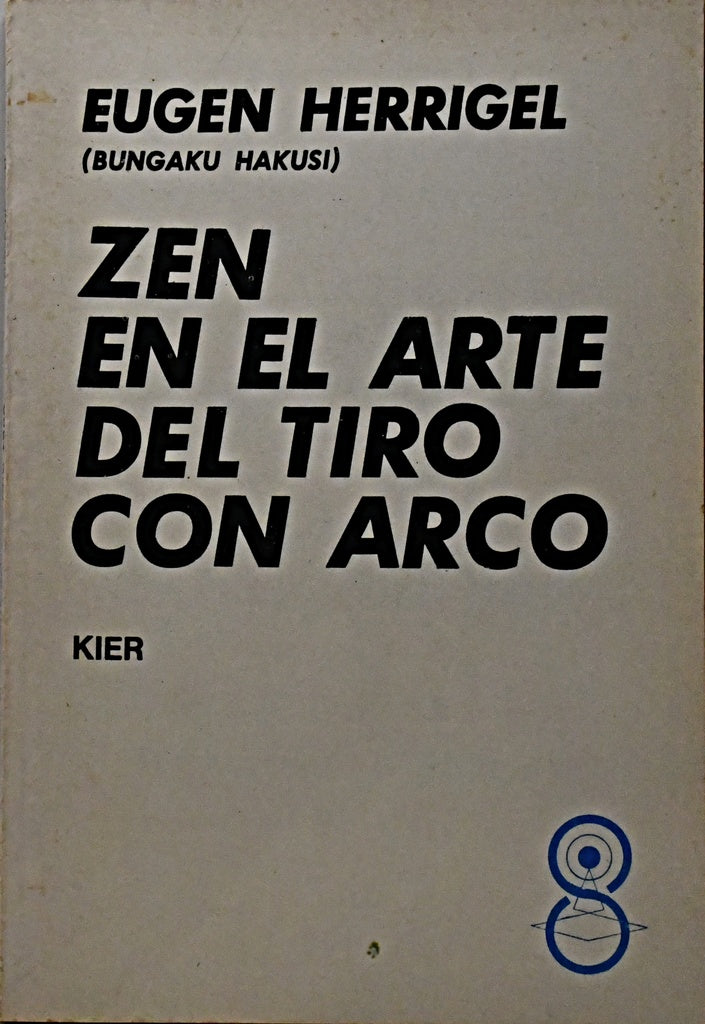 EUGEN HERRIGEL
(BUNGAKU HAKUSI)
ZEN
EN EL ARTE
DEL TIRO
CON ARCO
KIER